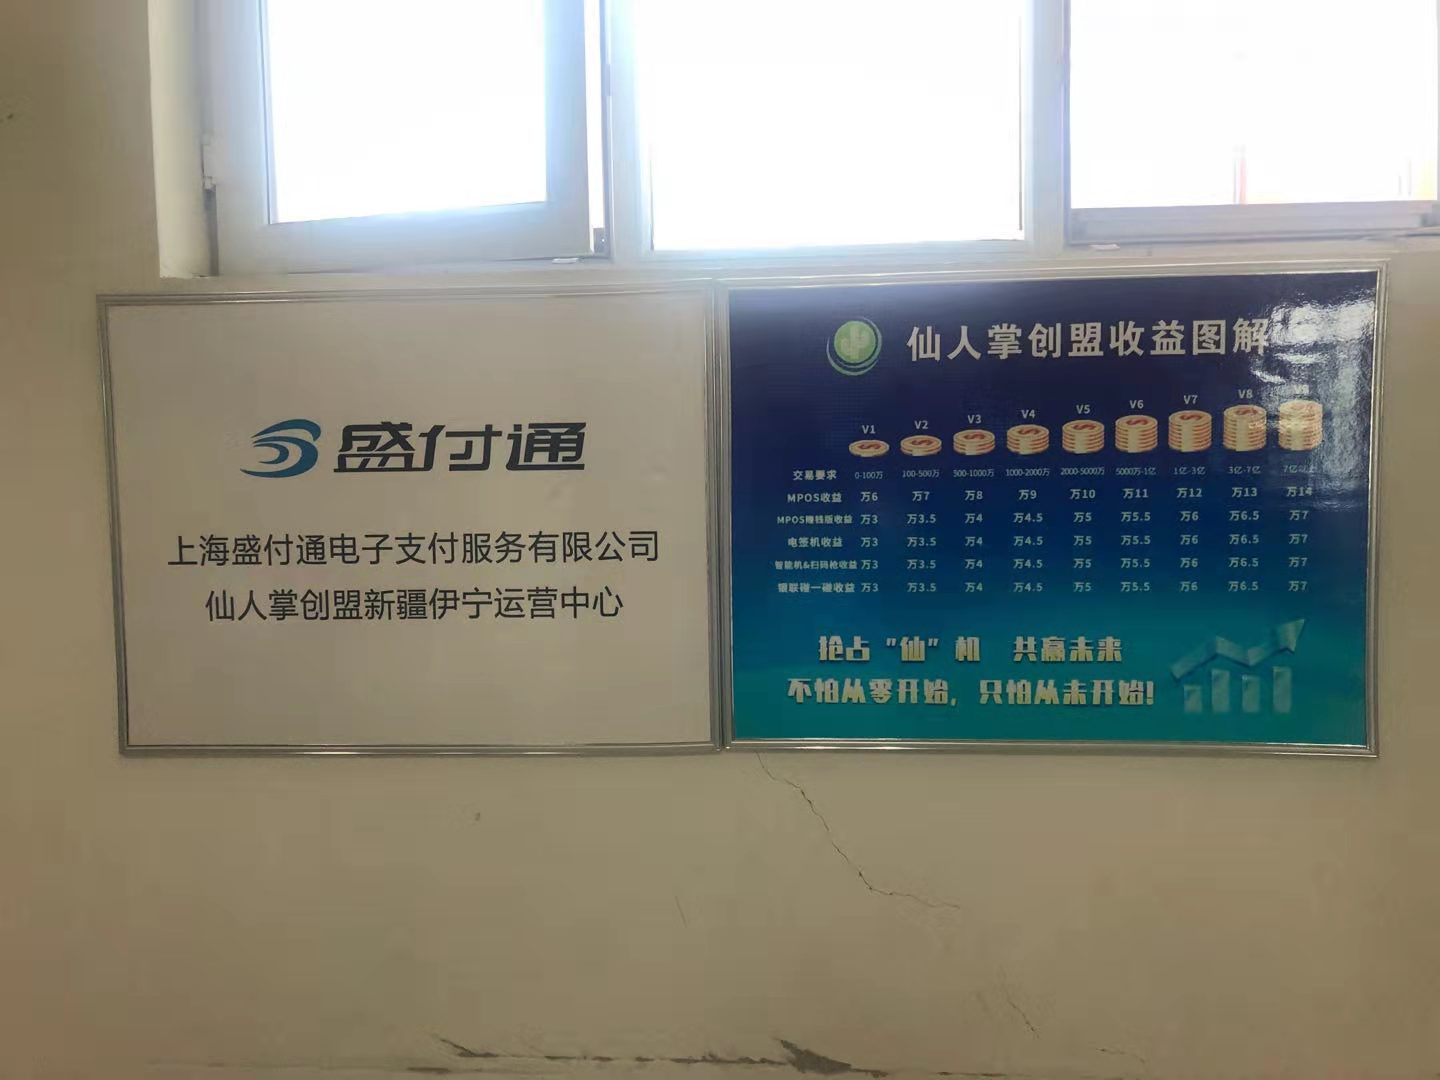 盛付通
上海盛付通电子支付服务有限公司
仙人掌创盟新疆伊宁运营中心
仙人掌创盟收益图解
V1 V2 V3 V4 V5 V6 V7 V8 V9
交易要求 0-100万 100-500万 500-1000万 1000-2000万 2000-5000万 5000万-1亿 1亿-3亿 3亿-7亿 7亿以上
MPOS收益 万6 万7 万8 万9 万10 万11 万12 万13 万14
MPOS赚钱版收益 万3 万3.5 万4 万4.5 万5 万5.5 万6 万6.5 万7
电签机收益 万3 万3.5 万4 万4.5 万5 万5.5 万6 万6.5 万7
智能机&扫码枪收益 万3 万3.5 万4 万4.5 万5 万5.5 万6 万6.5 万7
银联碰一碰收益 万3 万3.5 万4 万4.5 万5 万5.5 万6 万6.5 万7
抢占“仙”机 共赢未来
不怕从零开始，只怕从未开始!